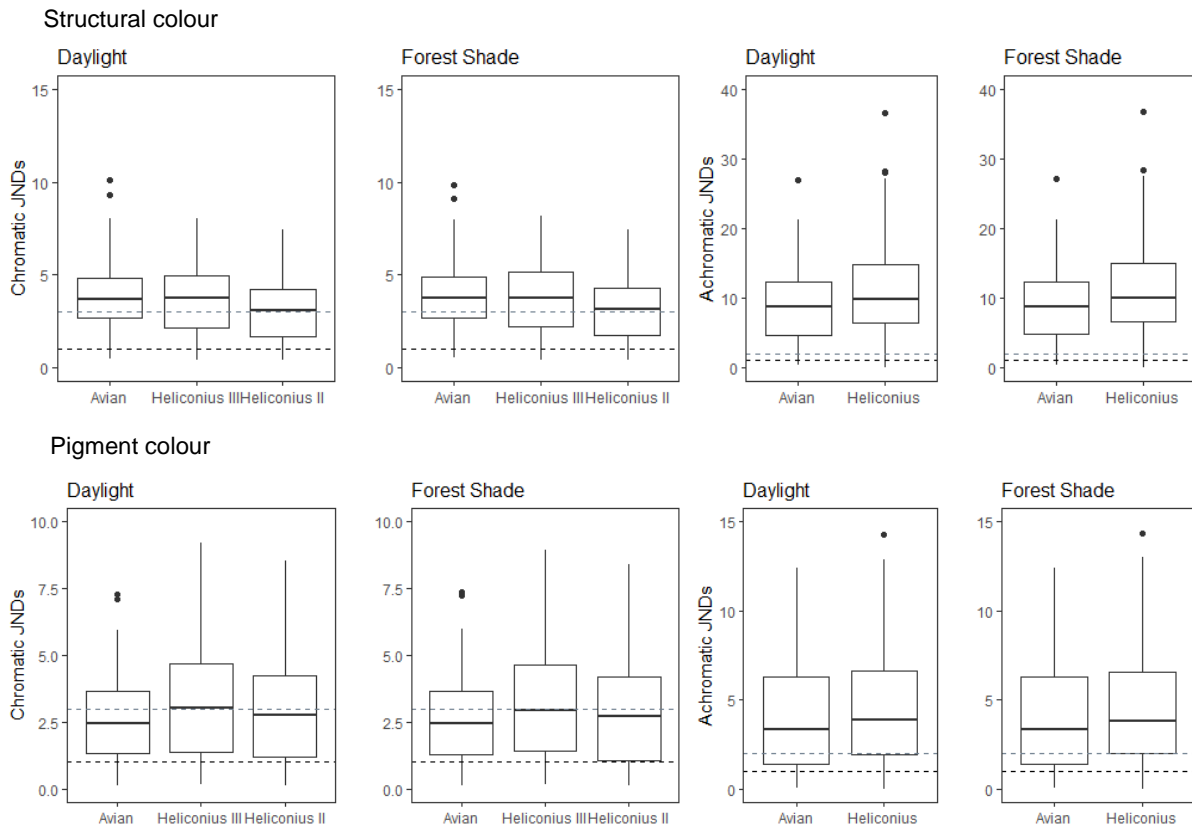 Structural colour
Daylight
Forest Shade
Daylight
Forest Shade
Chromatic JNDs
15
10
5
0
Avian Heliconius III Heliconius II
15
10
5
0
Avian Heliconius III Heliconius II
Achromatic JNDs
40
30
20
10
0
Avian Heliconius
40
30
20
10
0
Avian Heliconius
Pigment colour
Daylight
Forest Shade
Daylight
Forest Shade
Chromatic JNDs
10.0
7.5
5.0
2.5
0.0
Avian Heliconius III Heliconius II
10.0
7.5
5.0
2.5
0.0
Avian Heliconius III Heliconius II
Achromatic JNDs
15
10
5
0
Avian Heliconius
15
10
5
0
Avian Heliconius